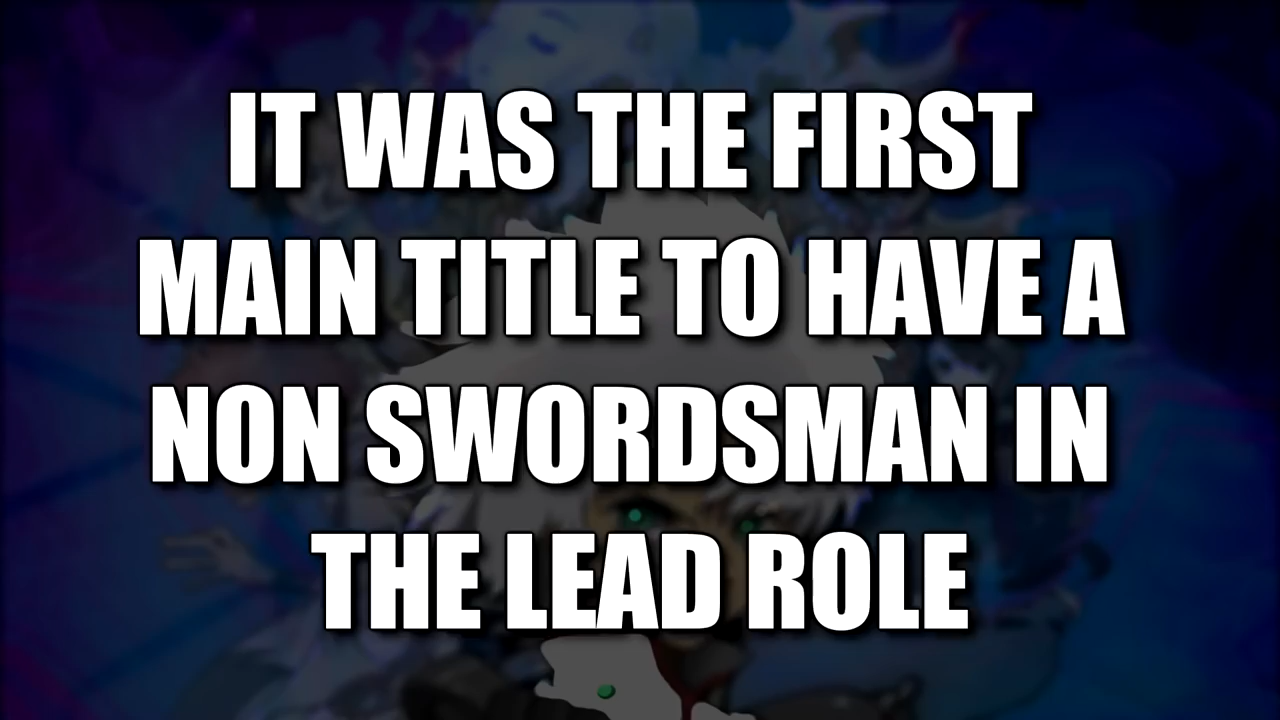 IT WAS THE FIRST
MAIN TITLE TO HAVE A
NON SWORDSMAN IN
THE LEAD ROLE